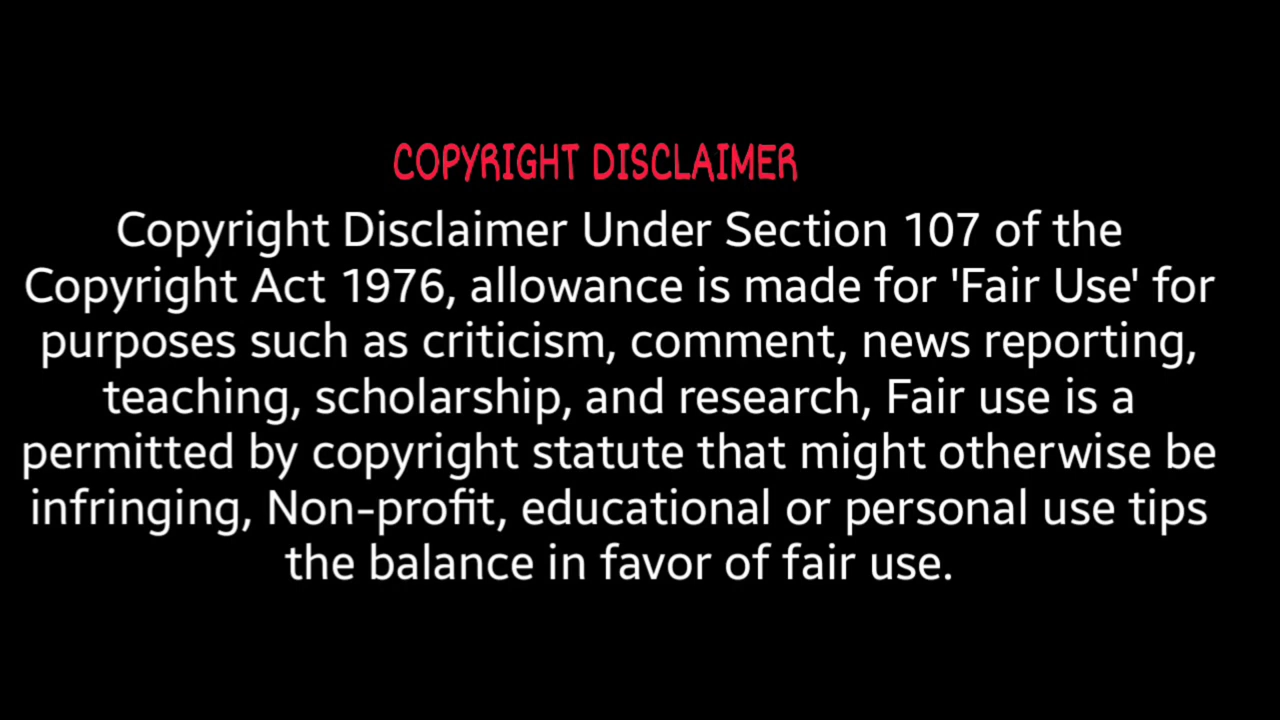 COPYRIGHT DISCLAIMER
Copyright Disclaimer Under Section 107 of the
Copyright Act 1976, allowance is made for 'Fair Use' for
purposes such as criticism, comment, news reporting,
teaching, scholarship, and research, Fair use is a
permitted by copyright statute that might otherwise be
infringing, Non-profit, educational or personal use tips
the balance in favor of fair use.